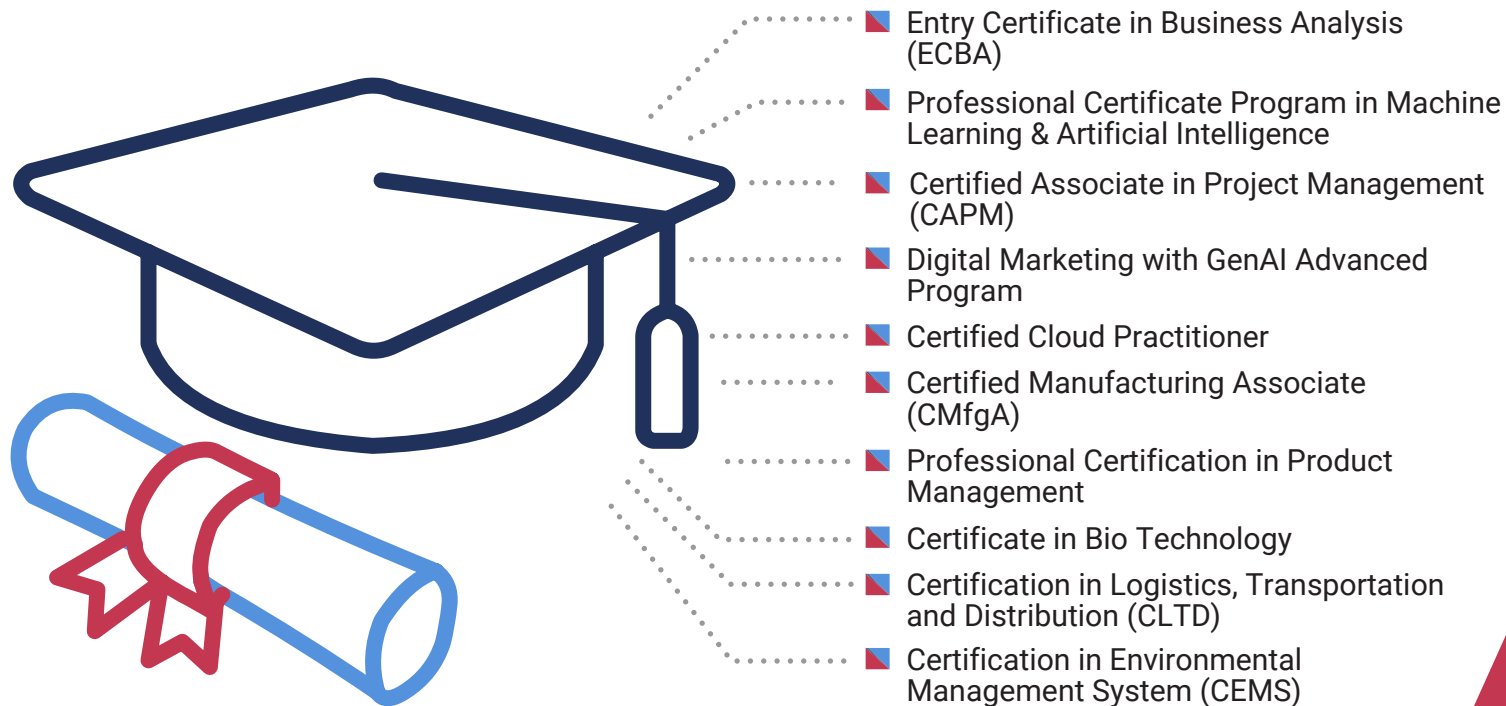 Entry Certificate in Business Analysis
(ECBA)
Professional Certificate Program in Machine
Learning & Artificial Intelligence
Certified Associate in Project Management
(CAPM)
Digital Marketing with GenAI Advanced
Program
Certified Cloud Practitioner
Certified Manufacturing Associate
(CMfgA)
Professional Certification in Product
Management
Certificate in Bio Technology
Certification in Logistics, Transportation
and Distribution (CLTD)
Certification in Environmental
Management System (CEMS)